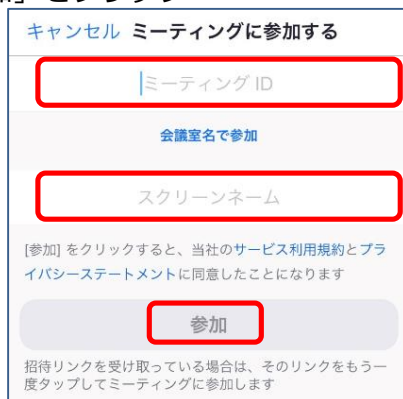 キャンセル ミーティングに参加する
ミーティング ID
会議室名で参加
スクリーンネーム
[参加] をクリックすると、当社のサービス利用規約とプラ
イバシーステートメントに同意したことになります
参加
招待リンクを受け取っている場合は、そのリンクをもう一
度タップしてミーティングに参加します